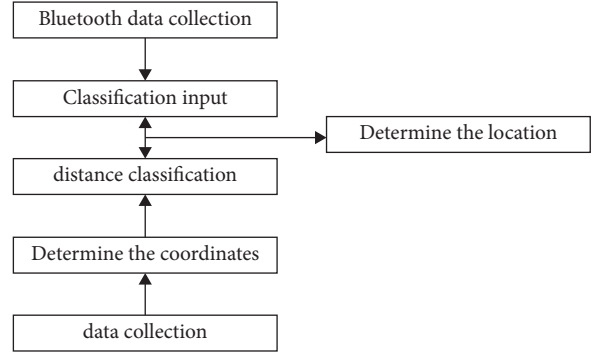 Bluetooth data collection
Classification input
Determine the location
distance classification
Determine the coordinates
data collection